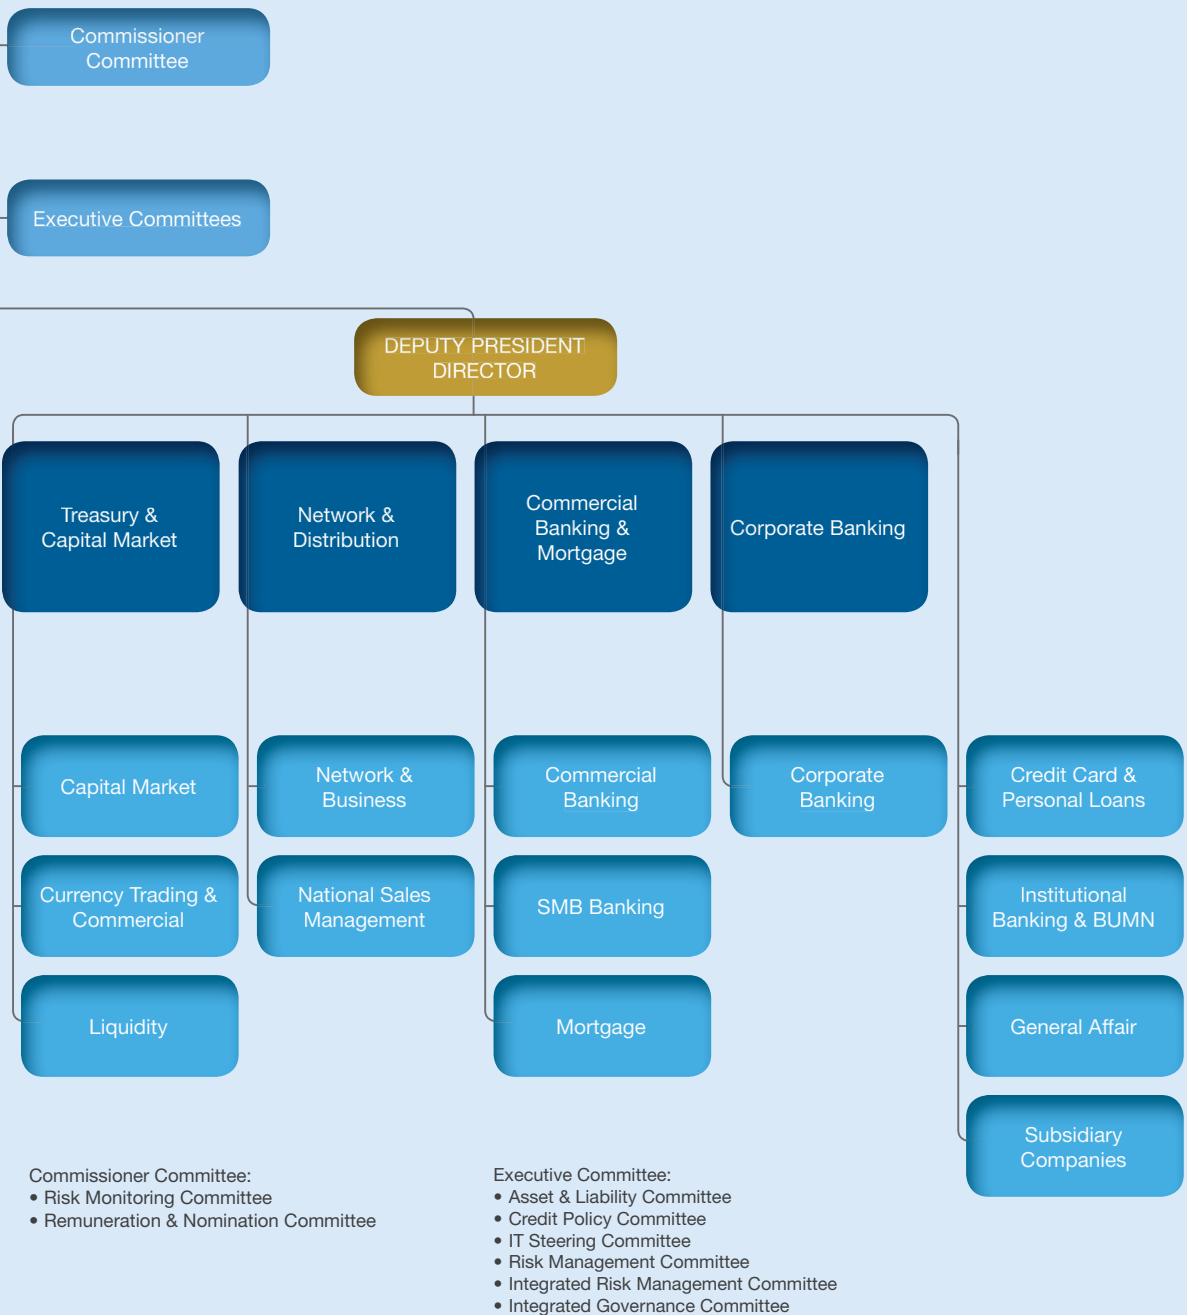 Commissioner
Committee
Executive Committees
DEPUTY PRESIDENT
DIRECTOR
Treasury &
Capital Market
Network &
Distribution
Commercial
Banking &
Mortgage
Corporate Banking
Capital Market
Network &
Business
Commercial
Banking
Corporate
Banking
Credit Card &
Personal Loans
Currency Trading &
Commercial
National Sales
Management
SMB Banking
Institutional
Banking & BUMN
Liquidity
Mortgage
General Affair
Subsidiary
Companies
Commissioner Committee:
• Risk Monitoring Committee
• Remuneration & Nomination Committee
Executive Committee:
• Asset & Liability Committee
• Credit Policy Committee
• IT Steering Committee
• Risk Management Committee
• Integrated Risk Management Committee
• Integrated Governance Committee